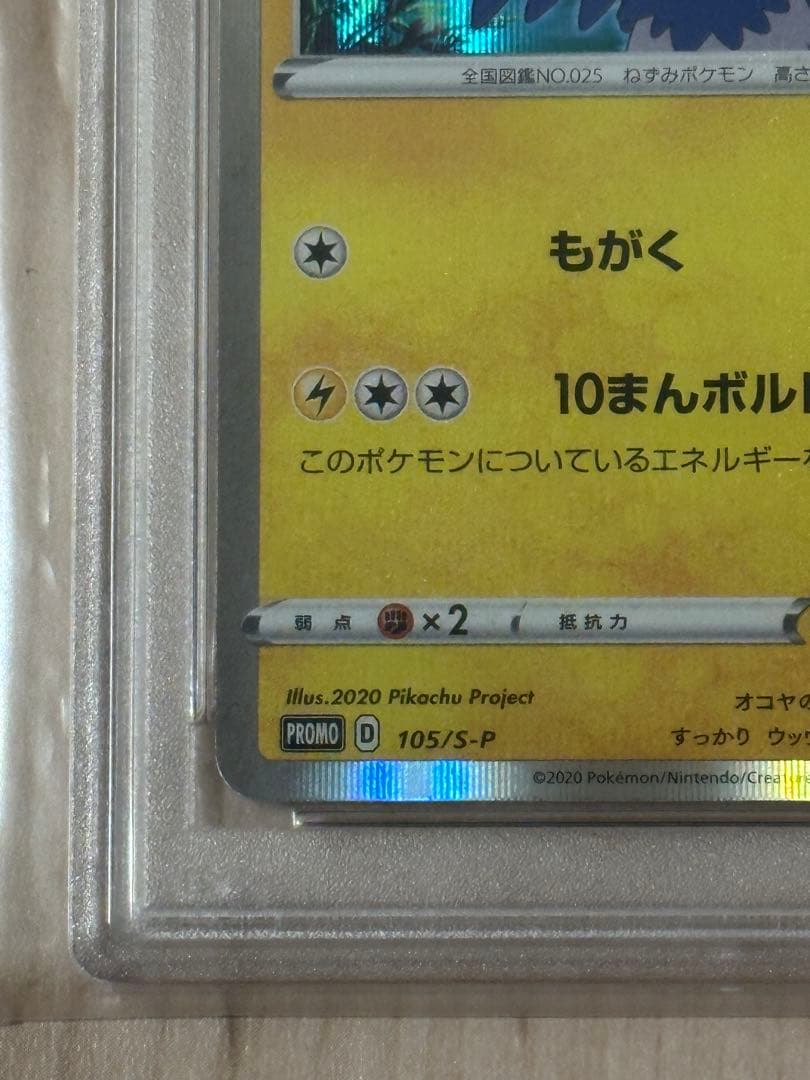 全国図鑑NO.025 ねずみポケモン 高さ
もがく
10まんボルト
このポケモンについているエネルギーを
弱点 ×2 抵抗力
Illus.2020 Pikachu Project
オコヤの
PROMO D 105/S-P
すっかり ウッウ
©2020 Pokémon/Nintendo/Creatures